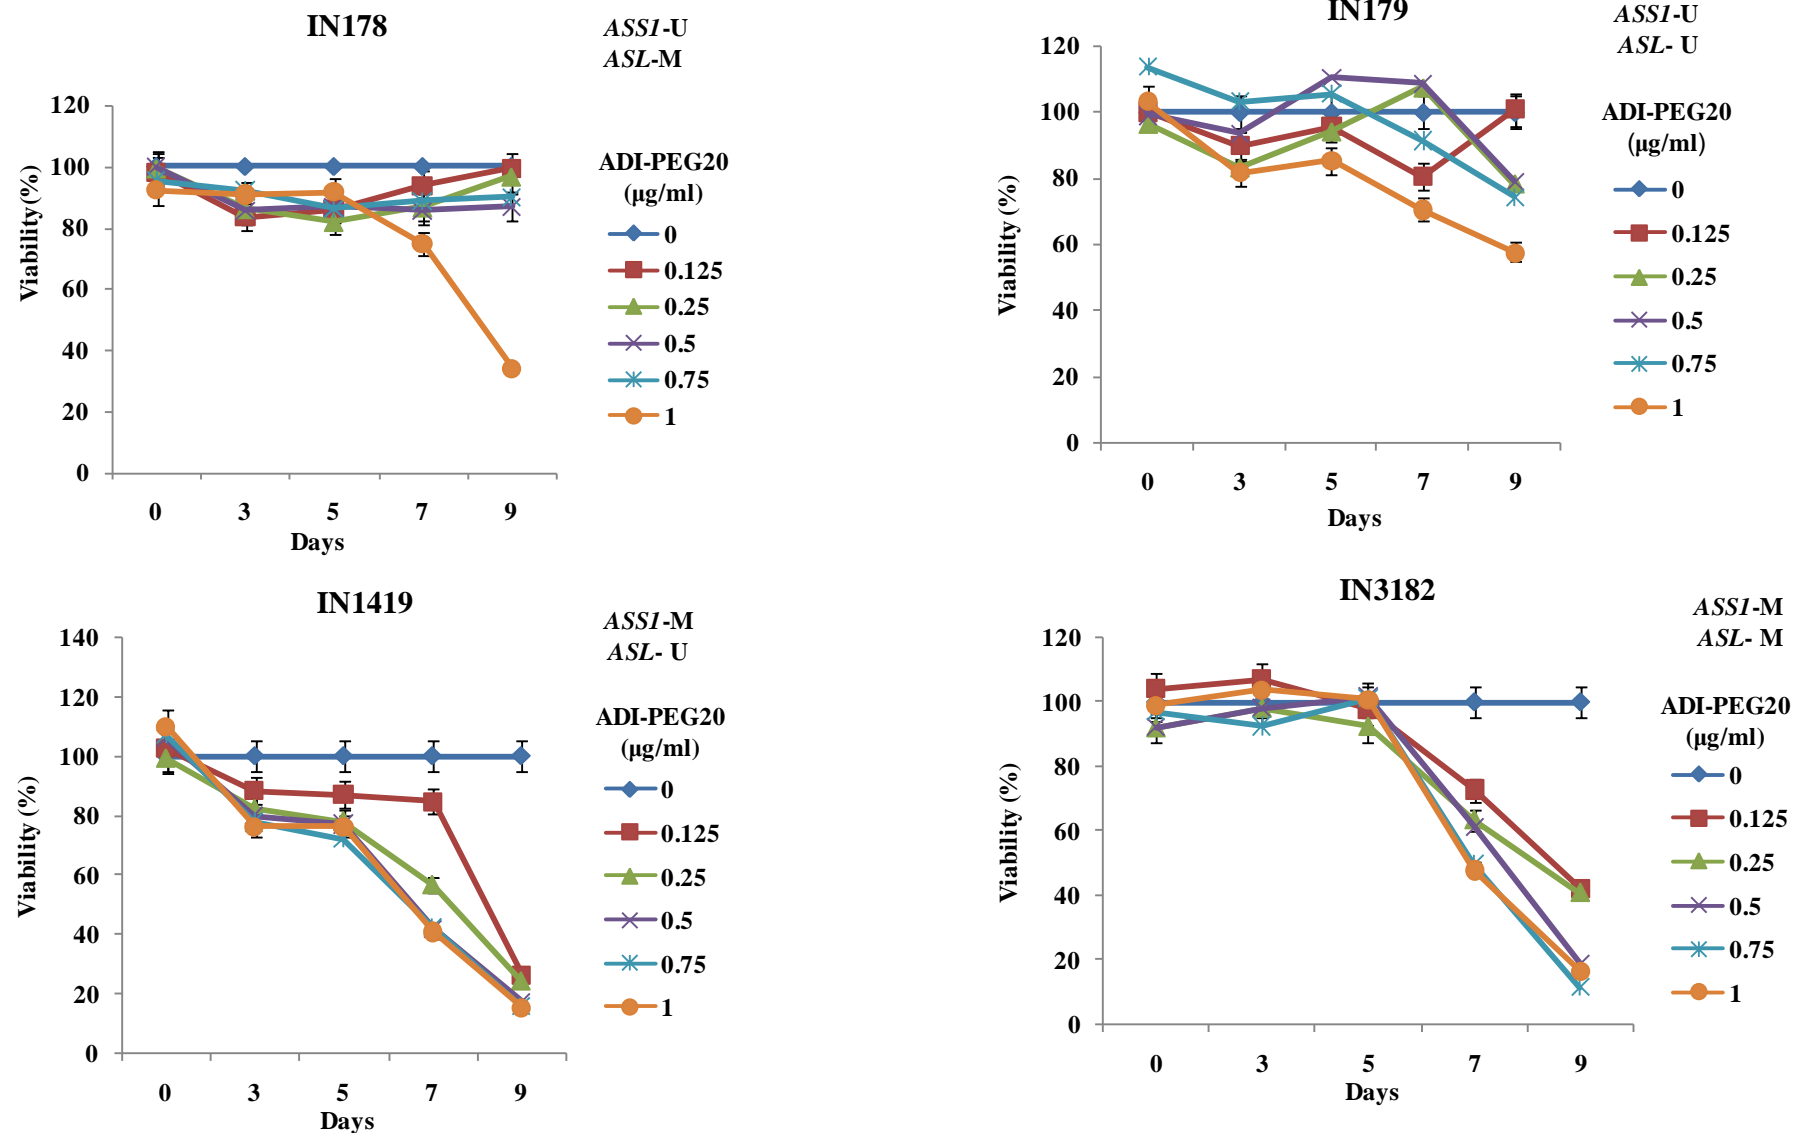 IN178
ASS1-U
ASL-M
120
100
80
60
40
20
0
Viability(%)
0 3 5 7 9
Days
ADI-PEG20
(µg/ml)
0
0.125
0.25
0.5
0.75
1
IN179
ASS1-U
ASL- U
120
100
80
60
40
20
0
Viability (%)
0 3 5 7 9
Days
ADI-PEG20
(µg/ml)
0
0.125
0.25
0.5
0.75
1
IN1419
ASS1-M
ASL- U
140
120
100
80
60
40
20
0
Viability (%)
0 3 5 7 9
Days
ADI-PEG20
(µg/ml)
0
0.125
0.25
0.5
0.75
1
IN3182
ASS1-M
ASL- M
120
100
80
60
40
20
0
Viability (%)
0 3 5 7 9
Days
ADI-PEG20
(µg/ml)
0
0.125
0.25
0.5
0.75
1